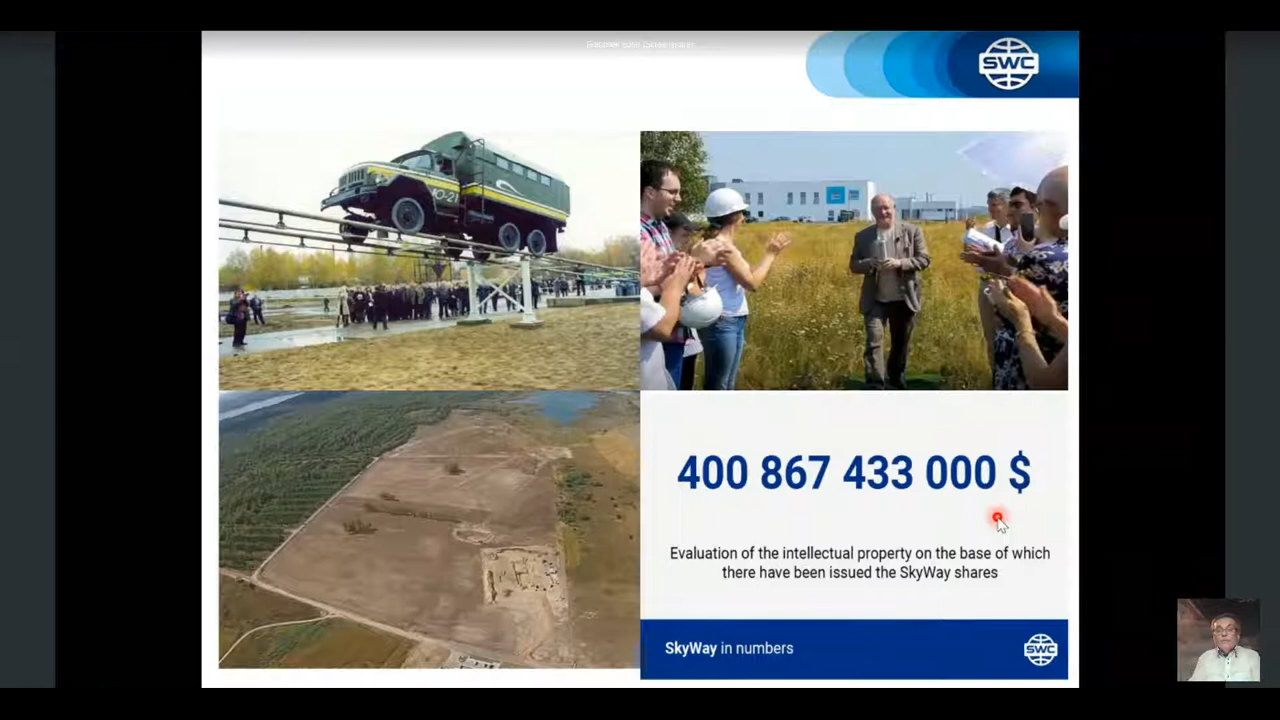 SWC
Ю-21
400 867 433 000 $
Evaluation of the intellectual property on the base of which
there have been issued the SkyWay shares
SkyWay in numbers
SWC